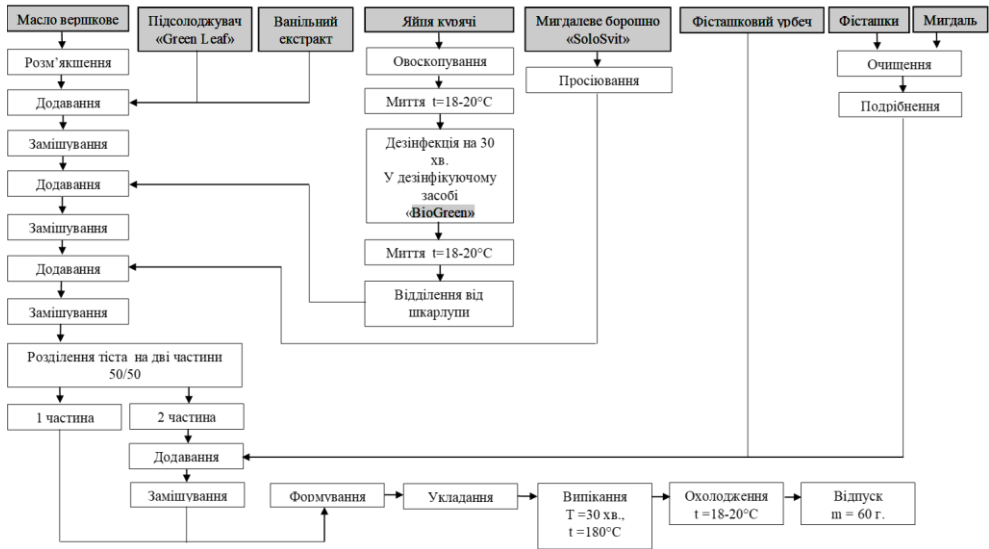 Масло вершкове
Підсолоджувач
«Green Leaf»
Ванільний
екстракт
Яйця курячі
Мигдалеве борошно
«SoloSvit»
Фісташковий урбеч
Фісташки
Мигдаль
Розм’якшення
Овоскопування
Просіювання
Очищення
Додавання
Миття t=18-20°C
Подрібнення
Замішування
Дезінфекція на 30
хв.
У дезінфікуючому
засобі
«BioGreen»
Додавання
Замішування
Миття t=18-20°C
Додавання
Відділення від
шкарлупи
Замішування
Розділення тіста на дві частини
50/50
1 частина
2 частина
Додавання
Замішування
Формування
Укладання
Випікання
T =30 хв.,
t =180°C
Охолодження
t =18-20°C
Відпуск
m = 60 г.